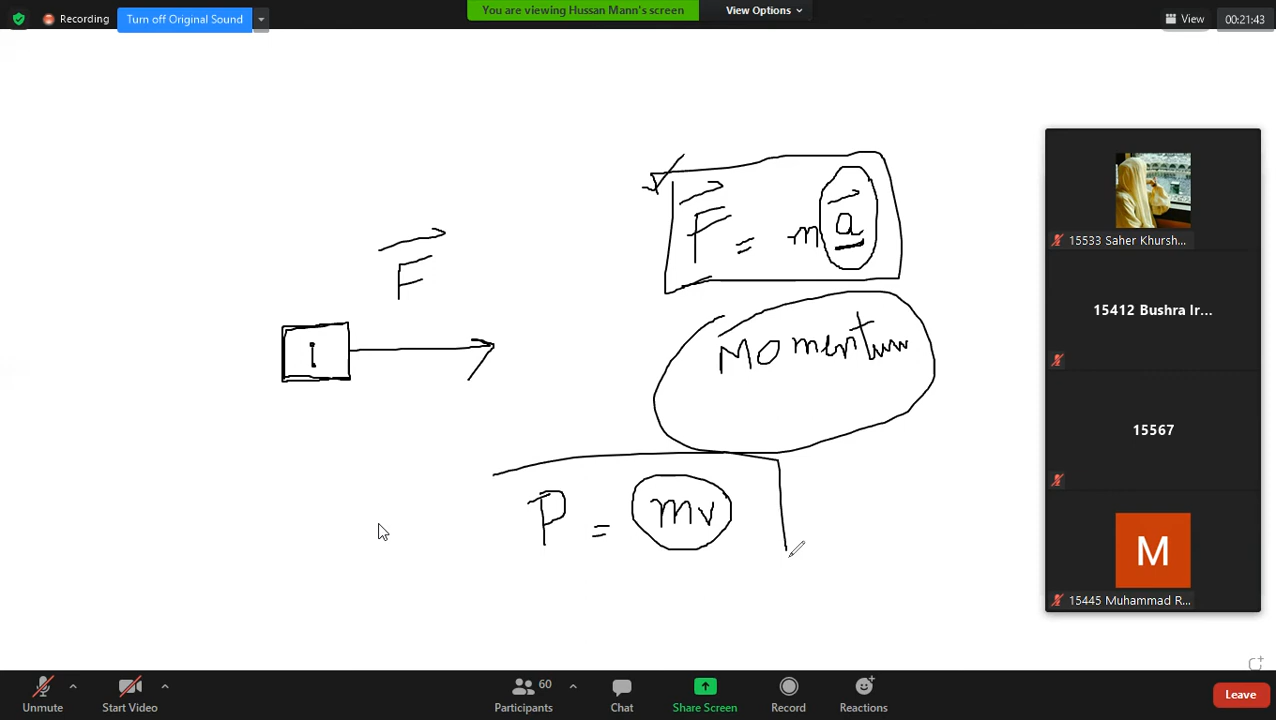 Recording
Turn off Original Sound
You are viewing Hussan Mann's screen
View Options
View
00:21:43
F
1
F = ma
Momentum
P = mv
15533 Saher Khursh...
15412 Bushra Ir...
15567
M
15445 Muhammad R...
Unmute
Start Video
60
Participants
Chat
Share Screen
Record
Reactions
Leave